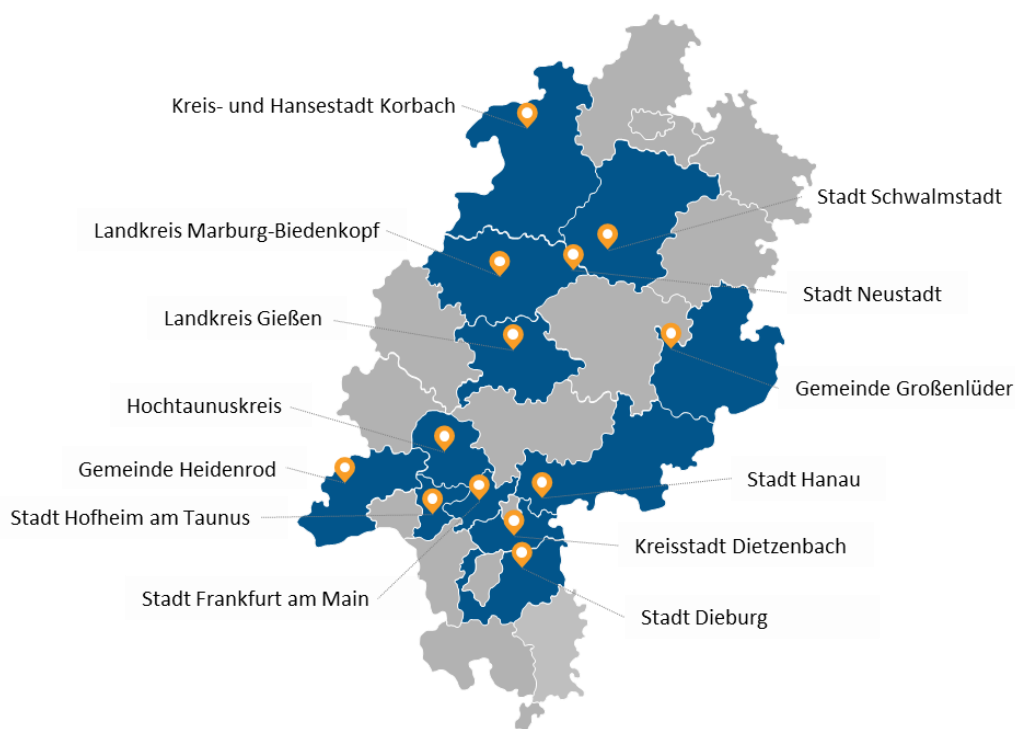 Kreis- und Hansestadt Korbach
Stadt Schwalmstadt
Landkreis Marburg-Biedenkopf
Stadt Neustadt
Landkreis Gießen
Gemeinde Großenlüder
Hochtaunuskreis
Gemeinde Heidenrod
Stadt Hanau
Stadt Hofheim am Taunus
Kreisstadt Dietzenbach
Stadt Frankfurt am Main
Stadt Dieburg